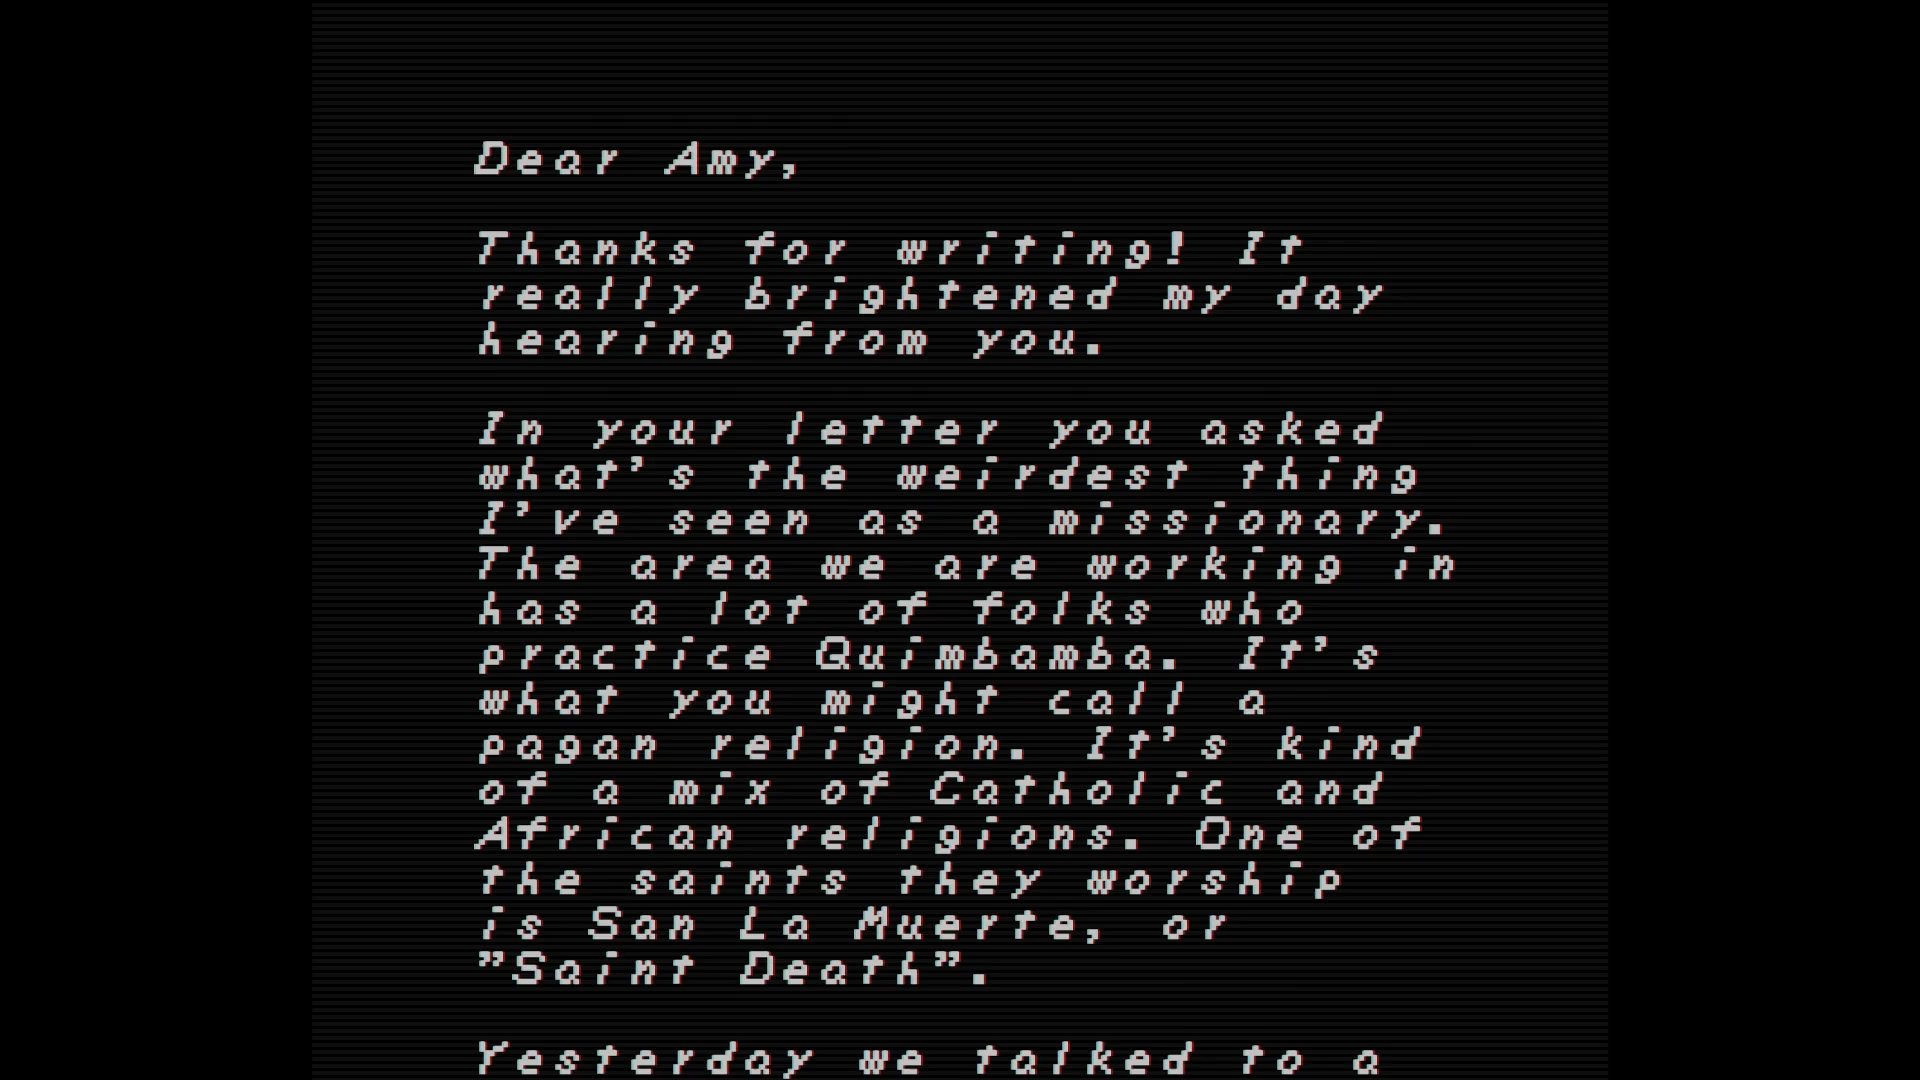 Dear Amy,
Thanks for writing! It
really brightened my day
hearing from you.
In your letter you asked
what's the weirdest thing
I've seen as a missionary.
The area we are working in
has a lot of folks who
practice Quimbamba. It's
what you might call a
pagan religion. It's kind
of a mix of Catholic and
African religions. One of
the saints they worship
is San La Muerte, or
"Saint Death".
Yesterday we talked to a